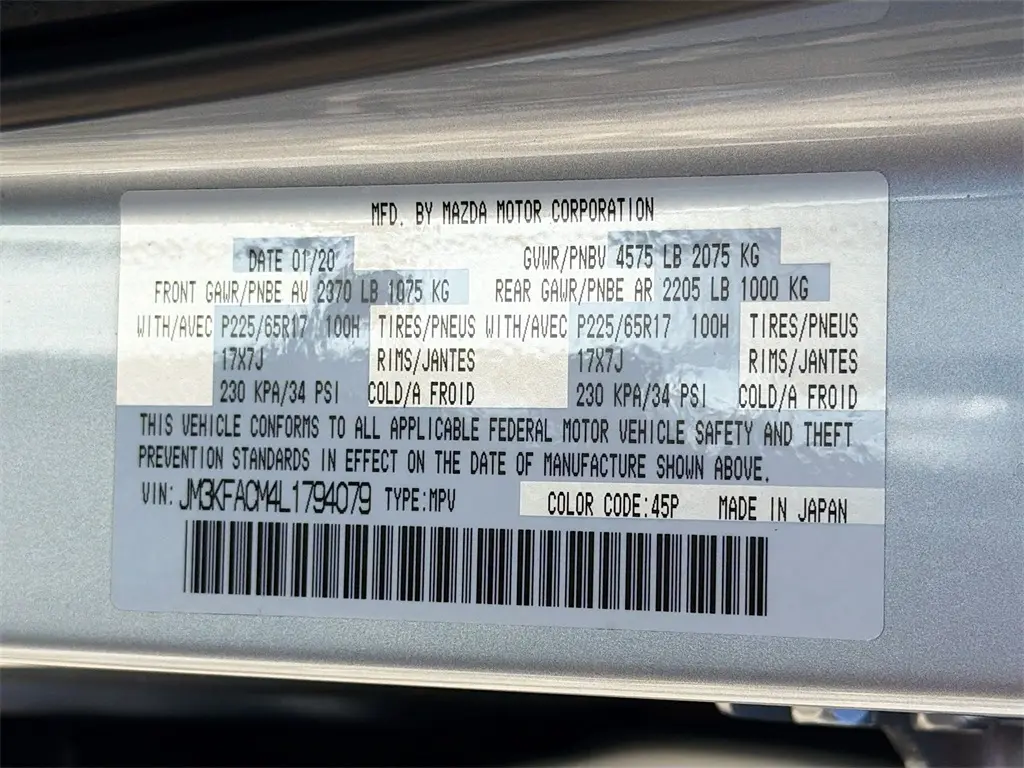 MFD. BY MAZDA MOTOR CORPORATION
DATE 01/20 GVWR/PNBV 4575 LB 2075 KG
FRONT GAWR/PNBE AV 2370 LB 1075 KG REAR GAWR/PNBE AR 2205 LB 1000 KG
WITH/AVEC P225/65R17 100H TIRES/PNEUS WITH/AVEC P225/65R17 100H TIRES/PNEUS
17X7J RIMS/JANTES 17X7J RIMS/JANTES
230 KPA/34 PSI COLD/A FROID 230 KPA/34 PSI COLD/A FROID
THIS VEHICLE CONFORMS TO ALL APPLICABLE FEDERAL MOTOR VEHICLE SAFETY AND THEFT
PREVENTION STANDARDS IN EFFECT ON THE DATE OF MANUFACTURE SHOWN ABOVE.
VIN: JM3KFACM4L1794079 TYPE:MPV COLOR CODE:45P MADE IN JAPAN